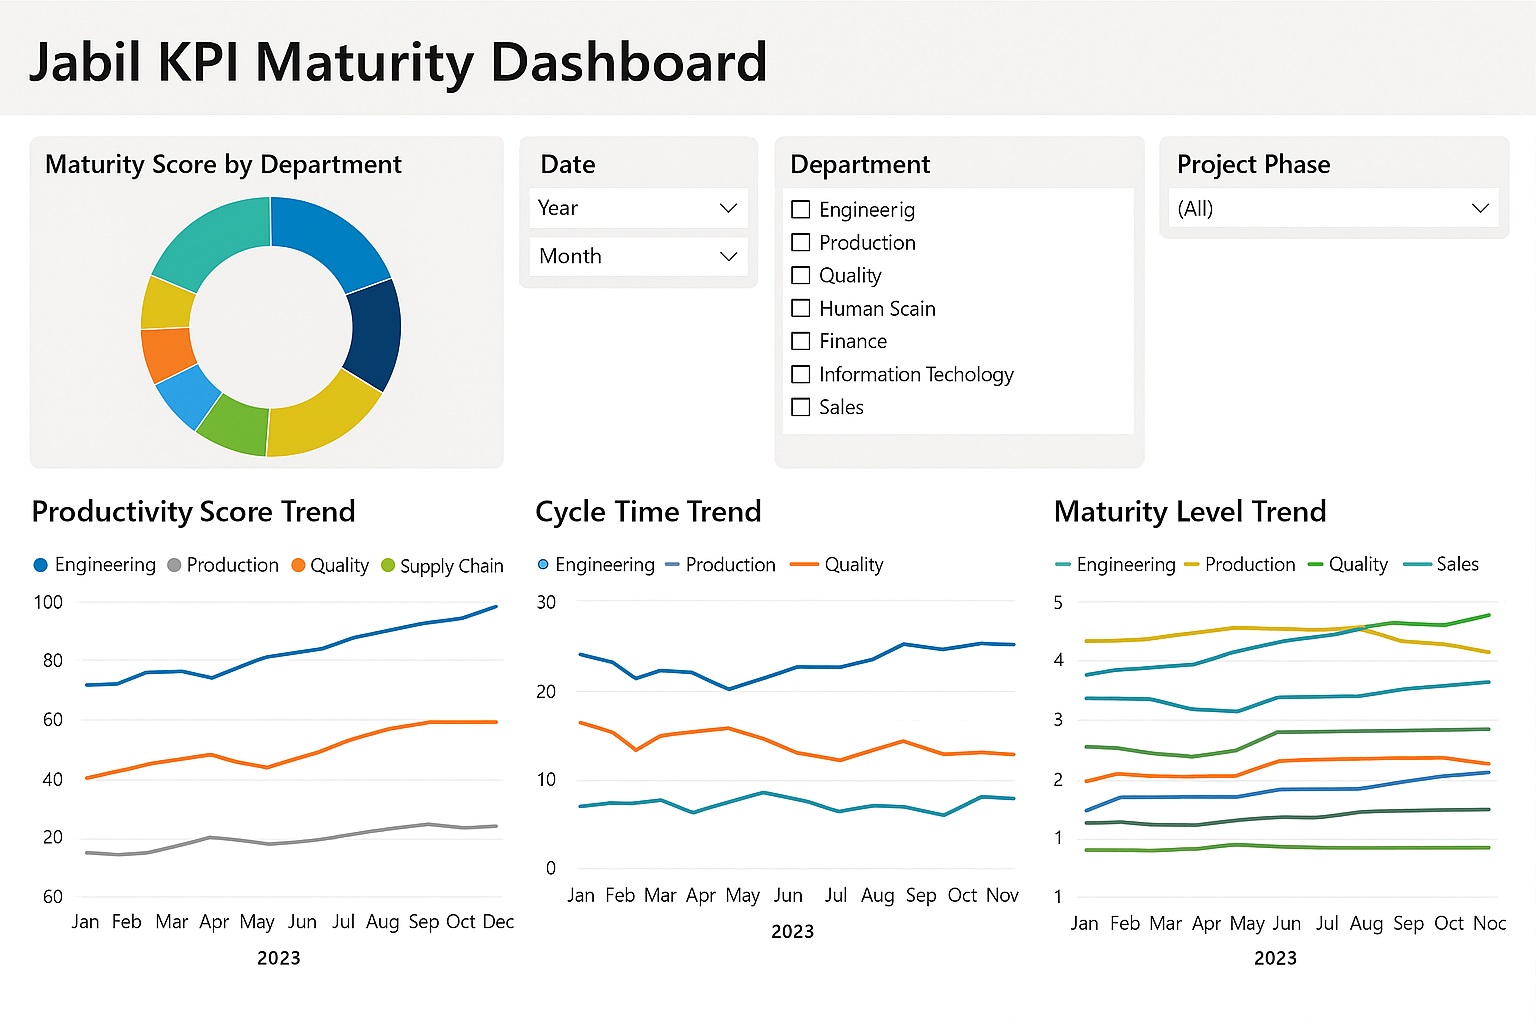 Jabil KPI Maturity Dashboard
Maturity Score by Department
Date
Year
Month
Department
Engineerig
Production
Quality
Human Scain
Finance
Information Techology
Sales
Project Phase
(All)
Productivity Score Trend
Engineering Production Quality Supply Chain
100
80
60
40
20
60
Jan Feb Mar Apr May Jun Jul Aug Sep Oct Dec
2023
Cycle Time Trend
Engineering Production Quality
30
20
10
0
Jan Feb Mar Apr May Jun Jul Aug Sep Oct Nov
2023
Maturity Level Trend
Engineering Production Quality Sales
5
4
3
2
1
1
Jan Feb Mar Apr May Jun Jul Aug Sep Oct Noc
2023